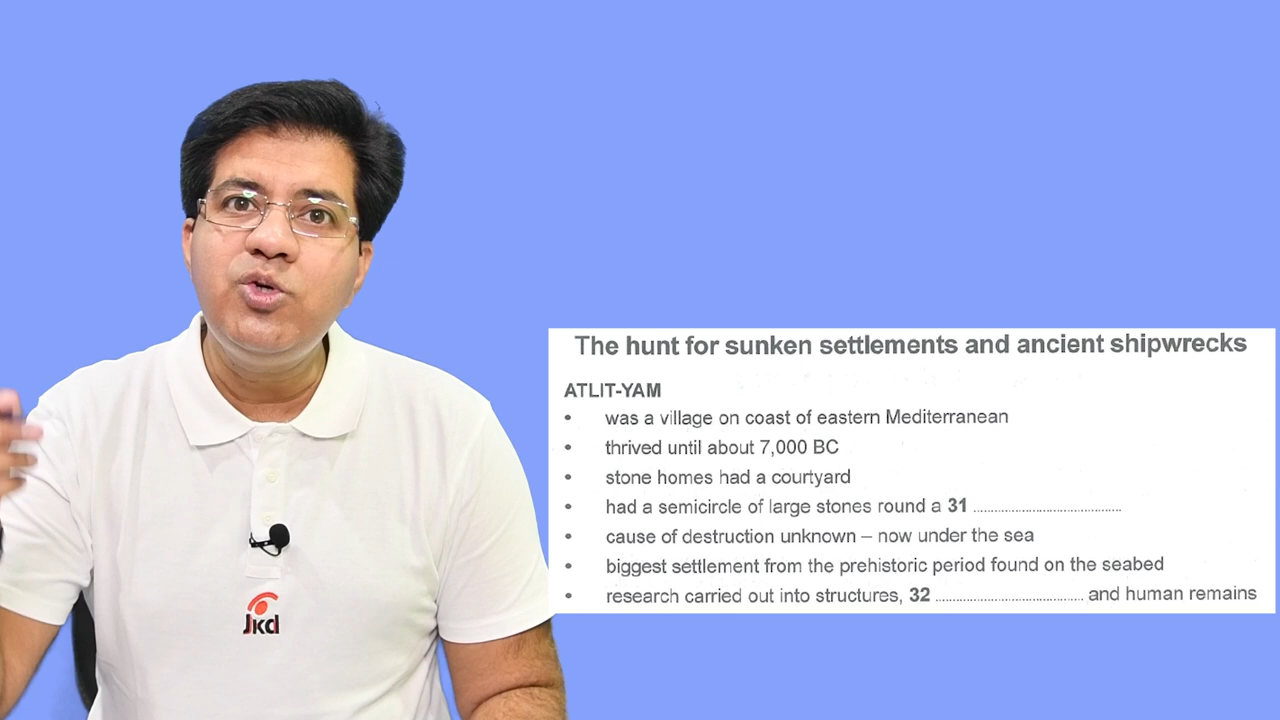 The hunt for sunken settlements and ancient shipwrecks
ATLIT-YAM
• was a village on coast of eastern Mediterranean
• thrived until about 7,000 BC
• stone homes had a courtyard
• had a semicircle of large stones round a 31 ................................
• cause of destruction unknown – now under the sea
• biggest settlement from the prehistoric period found on the seabed
• research carried out into structures, 32 ................................ and human remains
JKD